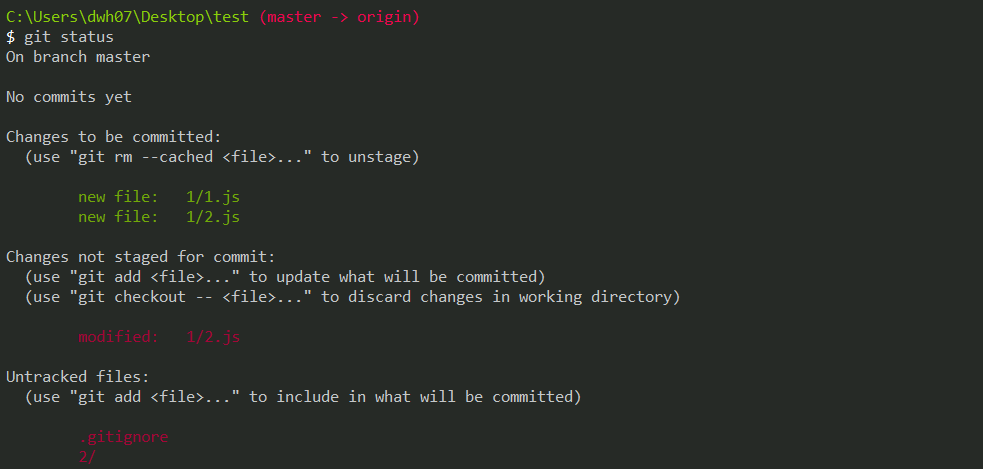 C:\Users\dwh07\Desktop\test (master -> origin)
$ git status
On branch master
No commits yet
Changes to be committed:
(use "git rm --cached <file>..." to unstage)
new file: 1/1.js
new file: 1/2.js
Changes not staged for commit:
(use "git add <file>..." to update what will be committed)
(use "git checkout -- <file>..." to discard changes in working directory)
modified: 1/2.js
Untracked files:
(use "git add <file>..." to include in what will be committed)
.gitignore
2/